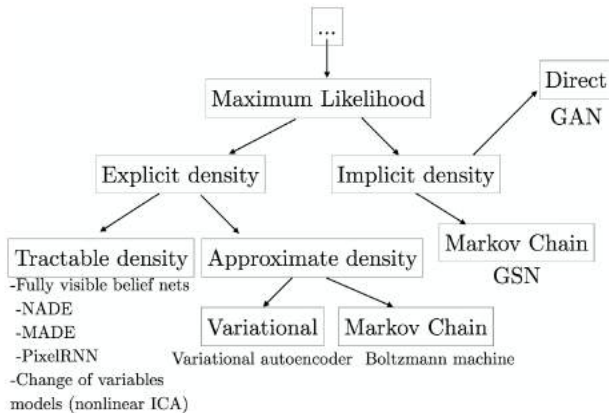 ...
Maximum Likelihood
Direct
GAN
Explicit density
Implicit density
Tractable density
-Fully visible belief nets
-NADE
-MADE
-PixelRNN
-Change of variables
models (nonlinear ICA)
Approximate density
Variational
Variational autoencoder
Markov Chain
Boltzmann machine
Markov Chain
GSN